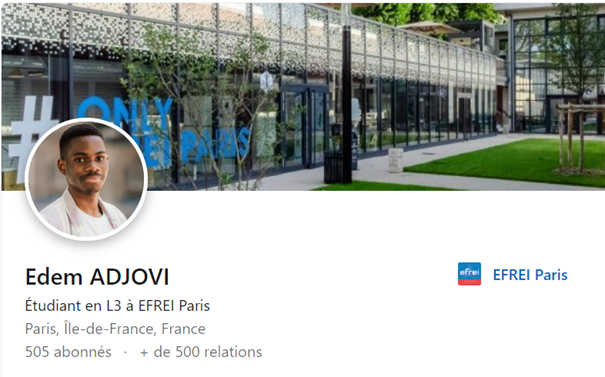 #ONLY
EFREI PARIS
Edem ADJOVI
efrei
EFREI Paris
Étudiant en L3 à EFREI Paris
Paris, Île-de-France, France
505 abonnés · + de 500 relations